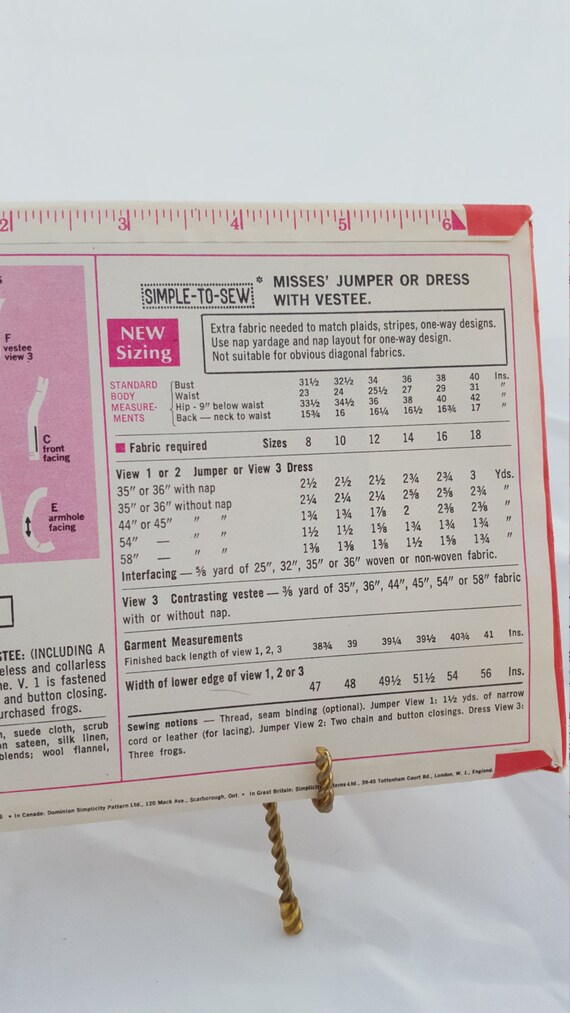 2 3 4 5 6
SIMPLE-TO-SEW * MISSES' JUMPER OR DRESS
WITH VESTEE.
NEW
Sizing
Extra fabric needed to match plaids, stripes, one-way designs.
Use nap yardage and nap layout for one-way design.
Not suitable for obvious diagonal fabrics.
STANDARD BODY MEASURE-MENTS
Bust 31½ 32½ 34 36 38 40 Ins.
Waist 23 24 25½ 27 29 31 "
Hip - 9" below waist 33½ 34½ 36 38 40 42 "
Back — neck to waist 15¾ 16 16¼ 16½ 16¾ 17 "
Fabric required Sizes 8 10 12 14 16 18
View 1 or 2 Jumper or View 3 Dress
35" or 36" with nap 2½ 2½ 2½ 2¾ 2¾ 3 Yds.
35" or 36" without nap 2¼ 2¼ 2¼ 2⅝ 2⅝ 2¾ "
44" or 45" " " 1¾ 1¾ 1⅞ 2 2⅜ 2⅜ "
54" — " " 1½ 1½ 1⅝ 1¾ 1¾ 1¾ "
58" — " " 1⅜ 1⅜ 1⅜ 1½ 1⅝ 1¾ "
Interfacing — ⅝ yard of 25", 32", 35" or 36" woven or non-woven fabric.
View 3 Contrasting vestee — ⅜ yard of 35", 36", 44", 45", 54" or 58" fabric
with or without nap.
Garment Measurements
Finished back length of view 1, 2, 3 38¾ 39 39¼ 39½ 40¾ 41 Ins.
Width of lower edge of view 1, 2 or 3 47 48 49½ 51½ 54 56 Ins.
Sewing notions — Thread, seam binding (optional). Jumper View 1: 1½ yds. of narrow
cord or leather (for lacing). Jumper View 2: Two chain and button closings. Dress View 3:
Three frogs.
F
vestee
view 3
C
front
facing
E
armhole
facing
STEE: (INCLUDING A
eless and collarless
ne. V. 1 is fastened
and button closing.
urchased frogs.
, suede cloth, scrub
n sateen, silk linen,
blends; wool flannel,
• In Canada: Dominion Simplicity Pattern Ltd., 120 Mack Ave., Scarborough, Ont. • In Great Britain: Simplicity terns Ltd., 39-45 Tottenham Court Rd., London, W. I., England